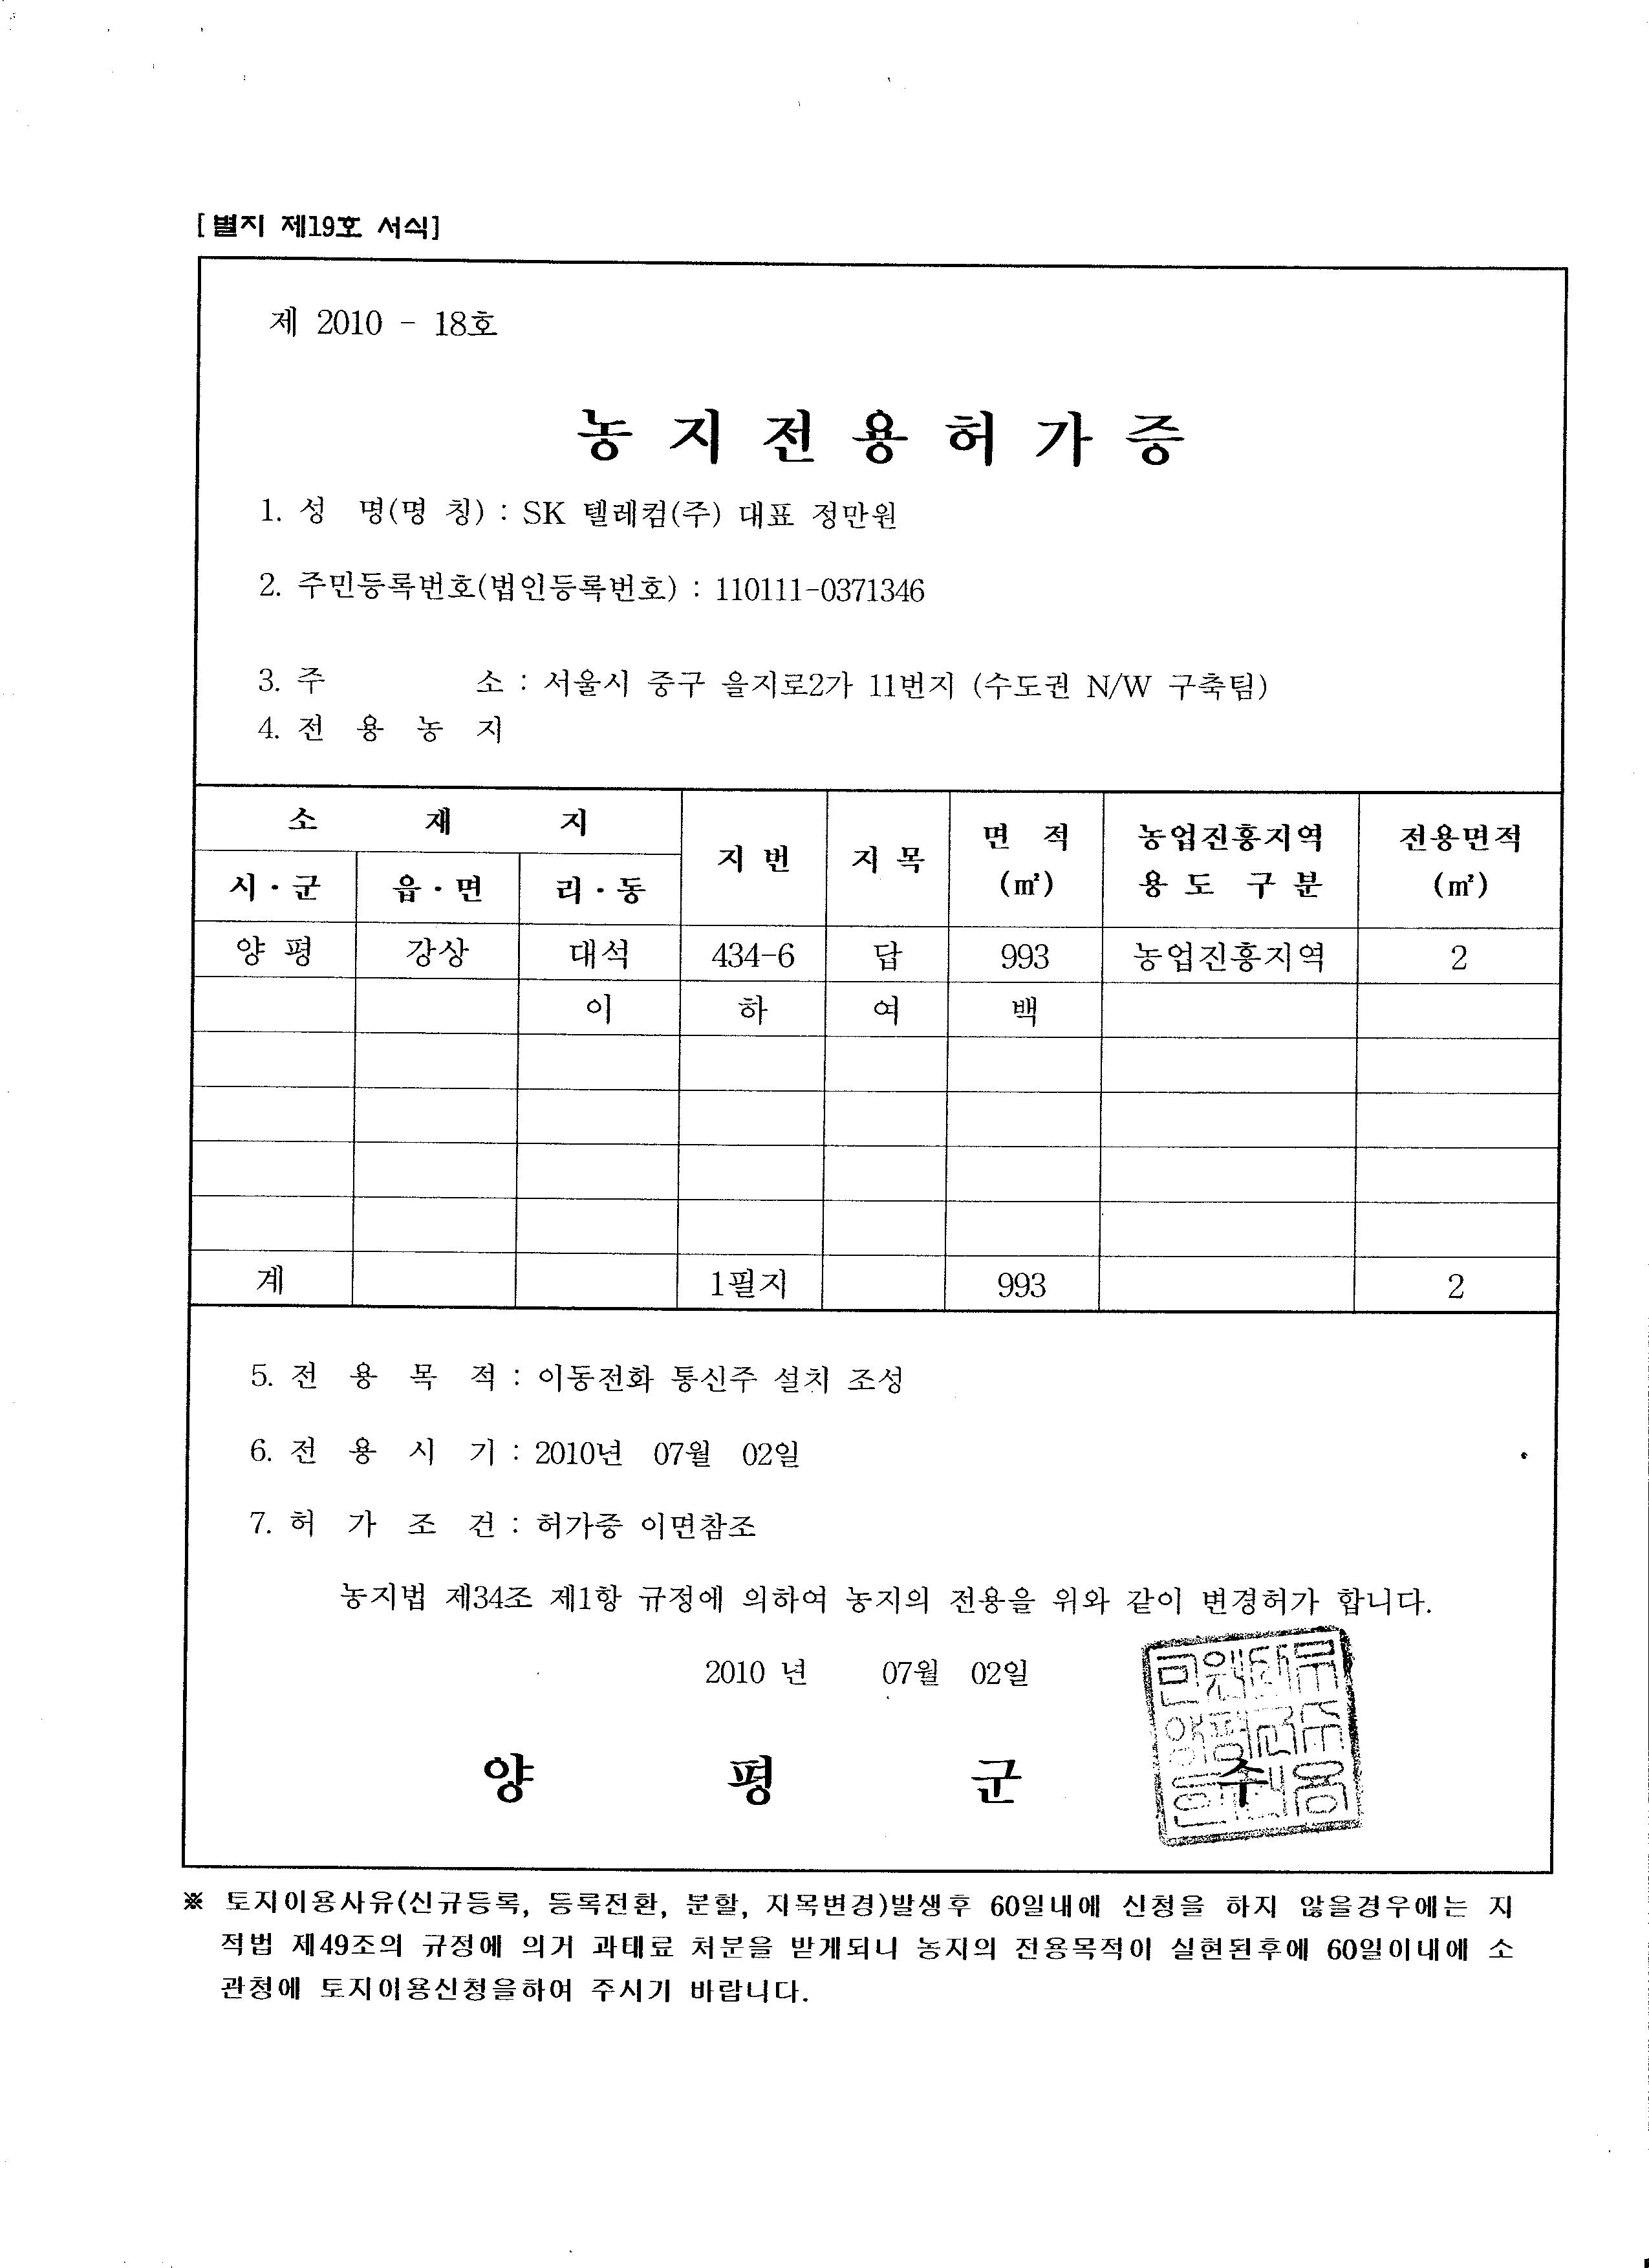 [별지 제19호 서식]
제 2010 - 18호
농 지 전 용 허 가 증
1. 성 명(명 칭) : SK 텔레컴(주) 대표 정만원
2. 주민등록번호(법인등록번호) : 110111-0371346
3. 주 소 : 서울시 중구 을지로2가 11번지 (수도권 N/W 구축팀)
4. 전 용 농 지
소 재 지 지 번 지 목 면 적 (㎡) 농업진흥지역 용 도 구 분 전용면적 (㎡)
시·군 읍·면 리·동
양 평 강상 대석 434-6 답 993 농업진흥지역 2
이 하 여 백
계 1필지 993 2
5. 전 용 목 적 : 이동전화 통신주 설치 조성
6. 전 용 시 기 : 2010년 07월 02일
7. 허 가 조 건 : 허가증 이면참조
농지법 제34조 제1항 규정에 의하여 농지의 전용을 위와 같이 변경허가 합니다.
2010 년 07월 02일
양 평 군 수
※ 토지이용사유(신규등록, 등록전환, 분할, 지목변경)발생후 60일내에 신청을 하지 않을경우에는 지
적법 제49조의 규정에 의거 과태료 처분을 받게되니 농지의 전용목적이 실현된후에 60일이내에 소
관청에 토지이용신청을하여 주시기 바랍니다.